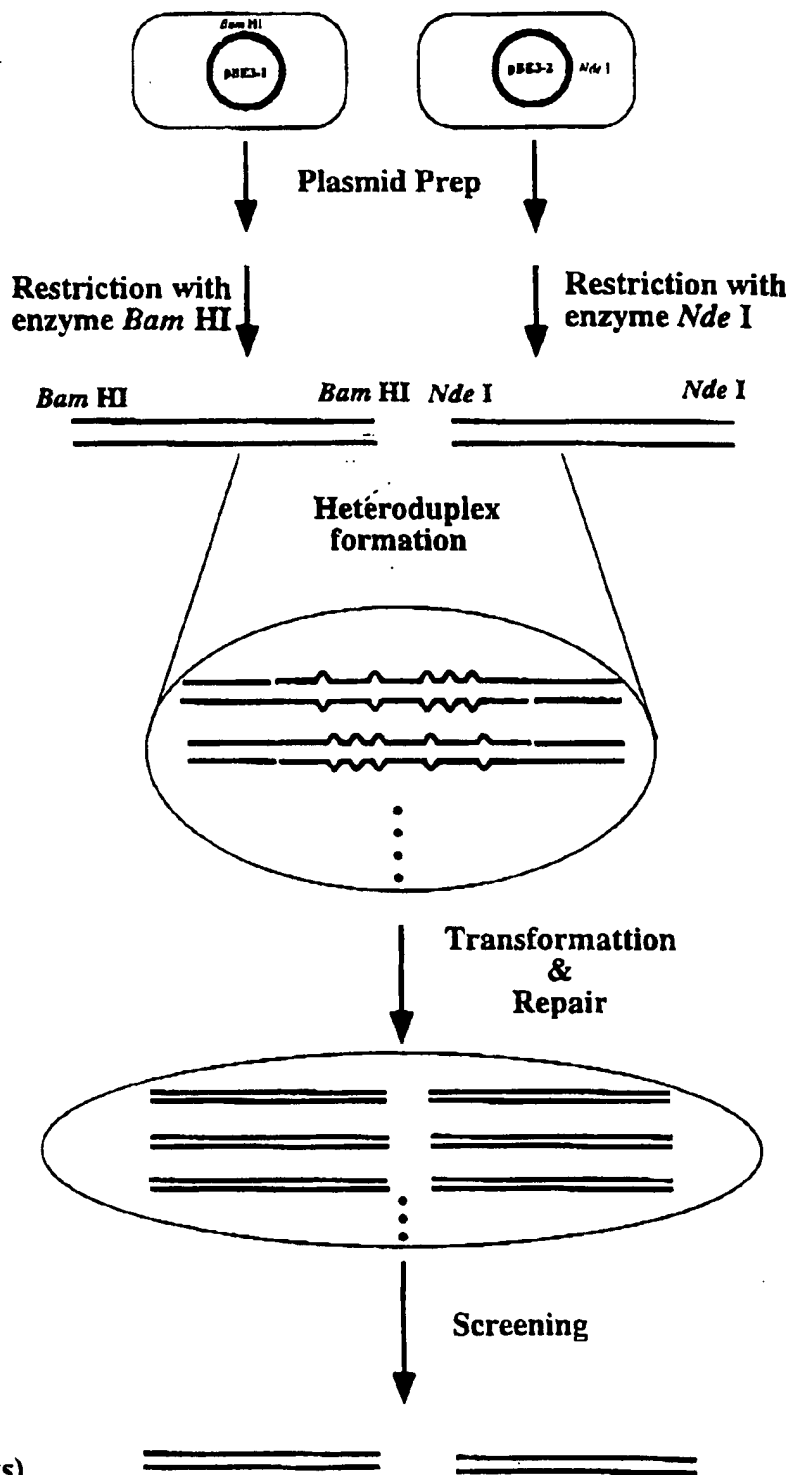 Bam HI
pBE3-1
pBE3-2
Nde I
Plasmid Prep
Restriction with
enzyme Bam HI
Restriction with
enzyme Nde I
Bam HI
Bam HI
Nde I
Nde I
Heteroduplex
formation
Transformattion
&
Repair
Screening